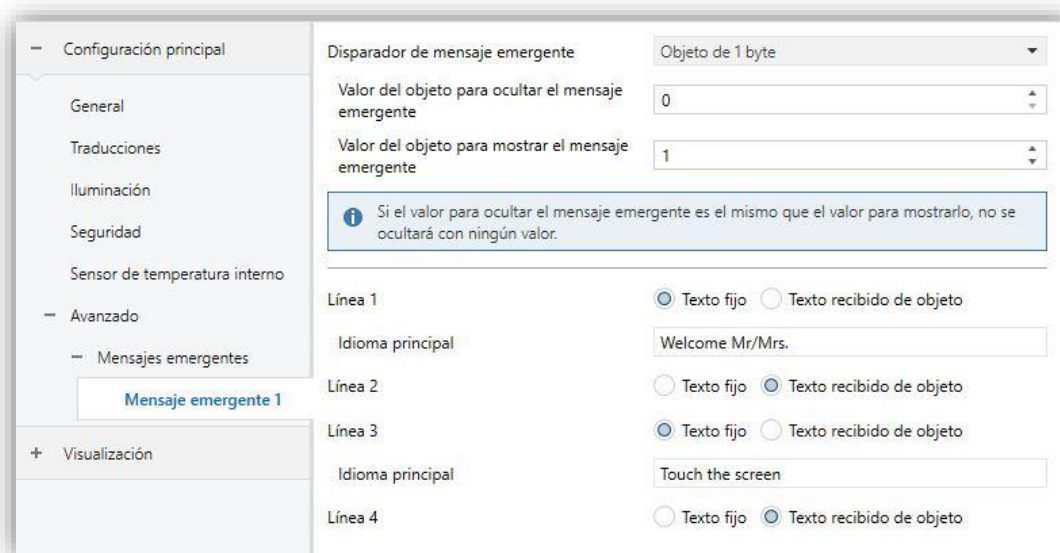 Configuración principal
General
Traducciones
Iluminación
Seguridad
Sensor de temperatura interno
Avanzado
Mensajes emergentes
Mensaje emergente 1
Visualización
Disparador de mensaje emergente
Objeto de 1 byte
Valor del objeto para ocultar el mensaje
emergente
0
Valor del objeto para mostrar el mensaje
emergente
1
Si el valor para ocultar el mensaje emergente es el mismo que el valor para mostrarlo, no se
ocultará con ningún valor.
Línea 1
Texto fijo
Texto recibido de objeto
Idioma principal
Welcome Mr/Mrs.
Línea 2
Texto fijo
Texto recibido de objeto
Línea 3
Texto fijo
Texto recibido de objeto
Idioma principal
Touch the screen
Línea 4
Texto fijo
Texto recibido de objeto